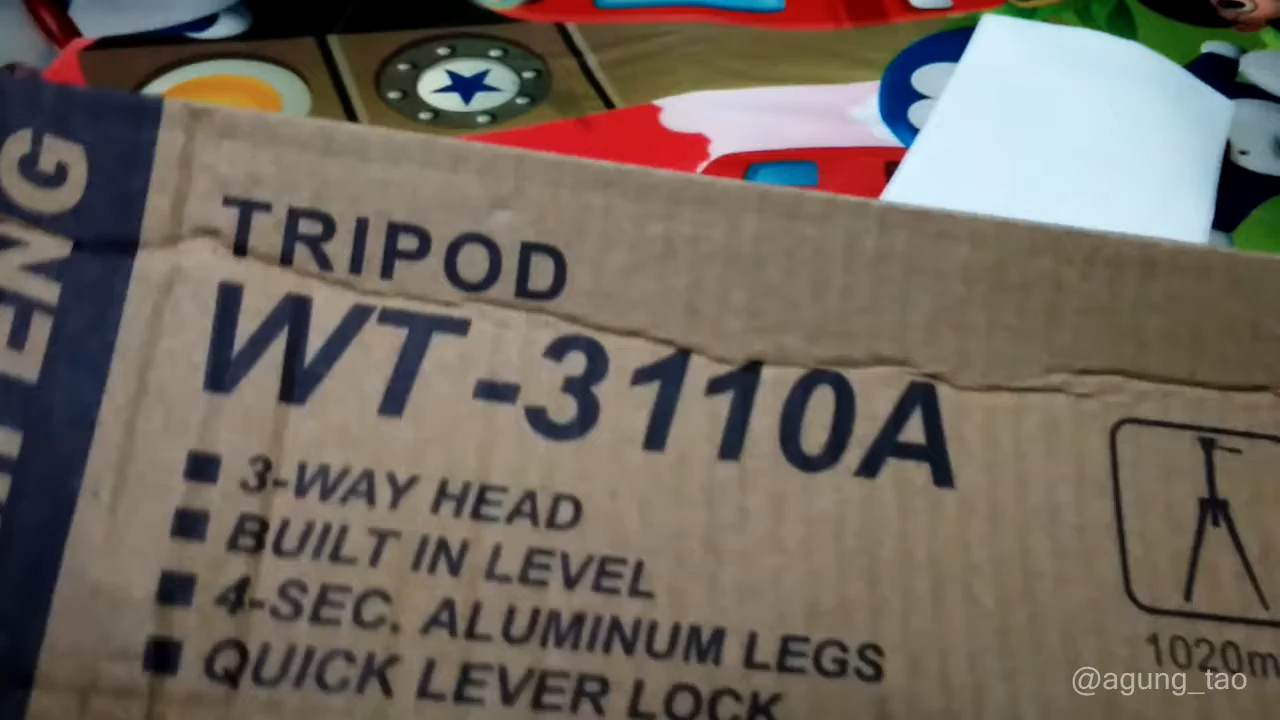 TRIPOD
WT-3110A
3-WAY HEAD
BUILT IN LEVEL
4-SEC. ALUMINUM LEGS
QUICK LEVER LOCK
@agung_tao